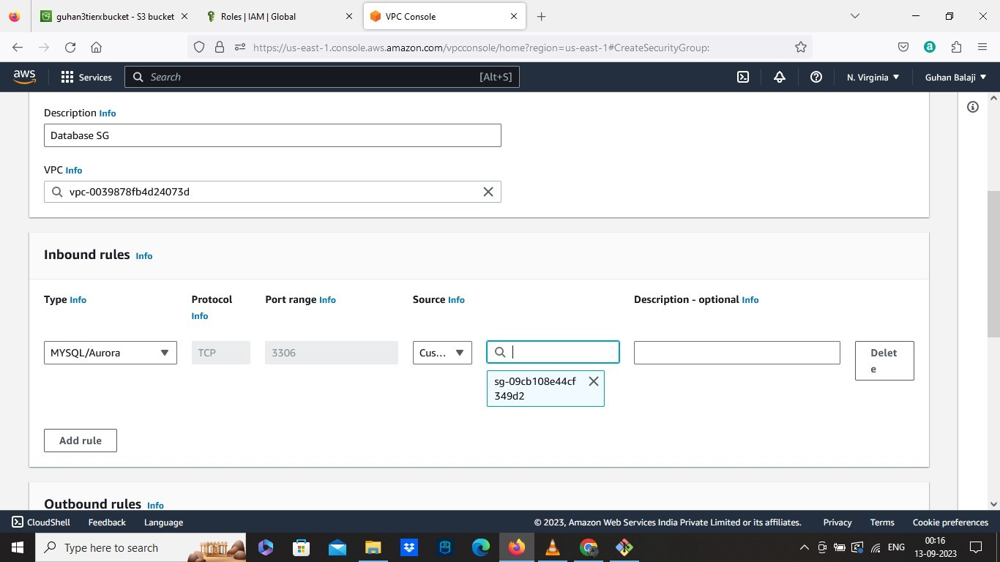 guhan3tierxbucket - S3 bucket
Roles | IAM | Global
VPC Console
https://us-east-1.console.aws.amazon.com/vpcconsole/home?region=us-east-1#CreateSecurityGroup:
a
aws
Services
Search
[Alt+S]
N. Virginia
Guhan Balaji
Description Info
Database SG
VPC Info
vpc-0039878fb4d24073d
Inbound rules Info
Type Info
Protocol
Info
Port range Info
Source Info
Description - optional Info
MYSQL/Aurora
TCP
3306
Cus...
Delet
e
sg-09cb108e44cf
349d2
Add rule
Outbound rules Info
CloudShell
Feedback
Language
© 2023, Amazon Web Services India Private Limited or its affiliates.
Privacy
Terms
Cookie preferences
Type here to search
ENG
00:16
13-09-2023